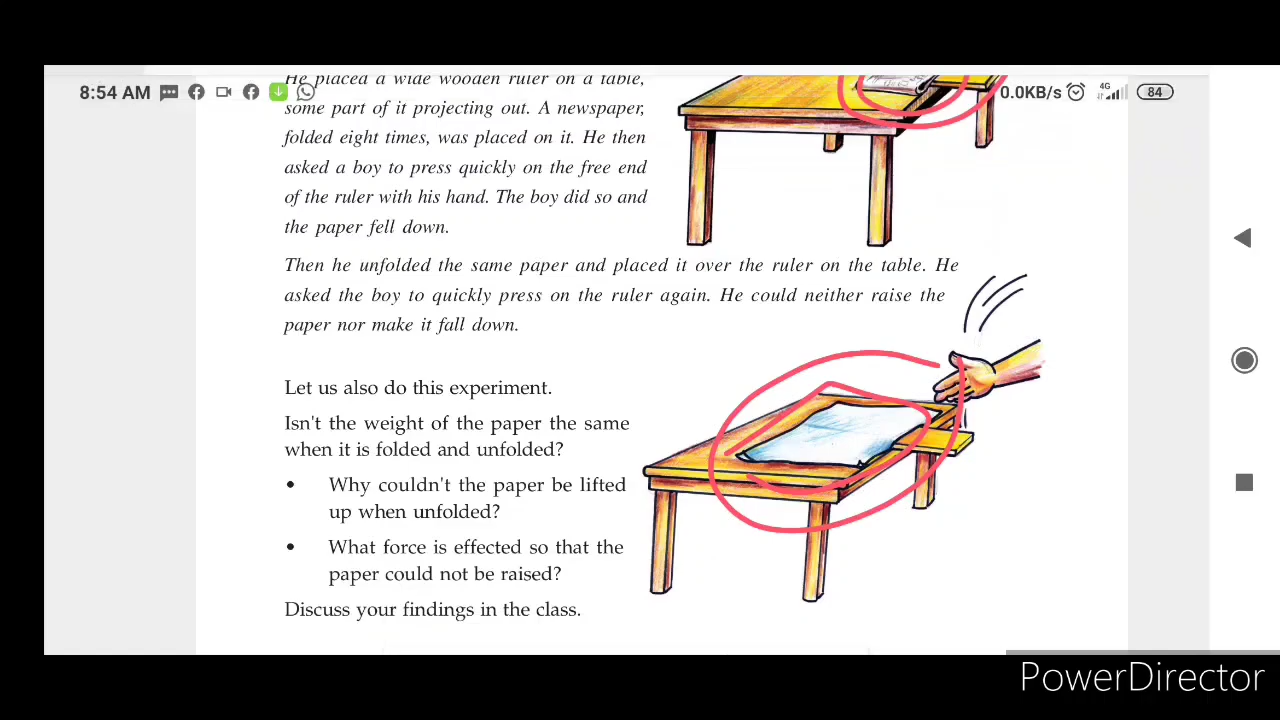 He placed a wide wooden ruler on a table,
8:54 AM
0.0KB/s
4G
84
some part of it projecting out. A newspaper,
folded eight times, was placed on it. He then
asked a boy to press quickly on the free end
of the ruler with his hand. The boy did so and
the paper fell down.
Then he unfolded the same paper and placed it over the ruler on the table. He
asked the boy to quickly press on the ruler again. He could neither raise the
paper nor make it fall down.
Let us also do this experiment.
Isn't the weight of the paper the same
when it is folded and unfolded?
• Why couldn't the paper be lifted
up when unfolded?
• What force is effected so that the
paper could not be raised?
Discuss your findings in the class.
PowerDirector